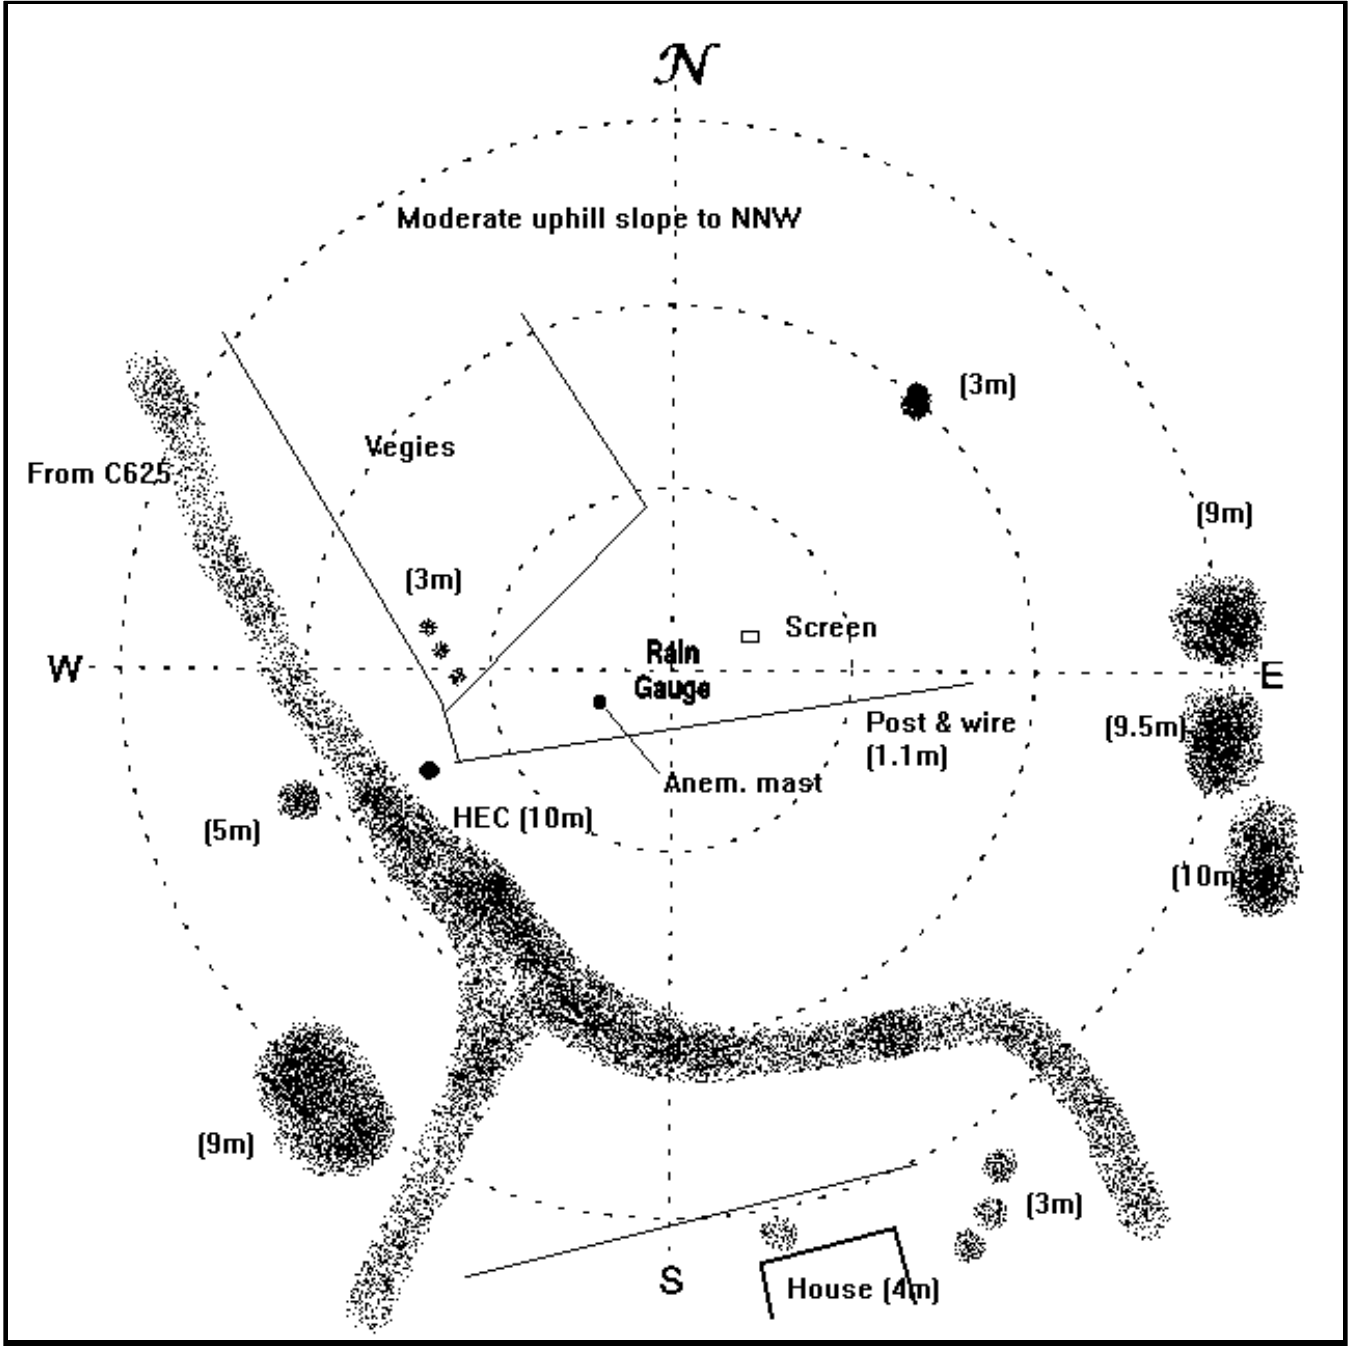 N
Moderate uphill slope to NNW
(3m)
Vegies
From C625
(9m)
(3m)
Screen
Rain
Gauge
W
E
Post & wire
(1.1m)
(9.5m)
Anem. mast
HEC (10m)
(5m)
(10m)
(9m)
(3m)
S
House (4m)